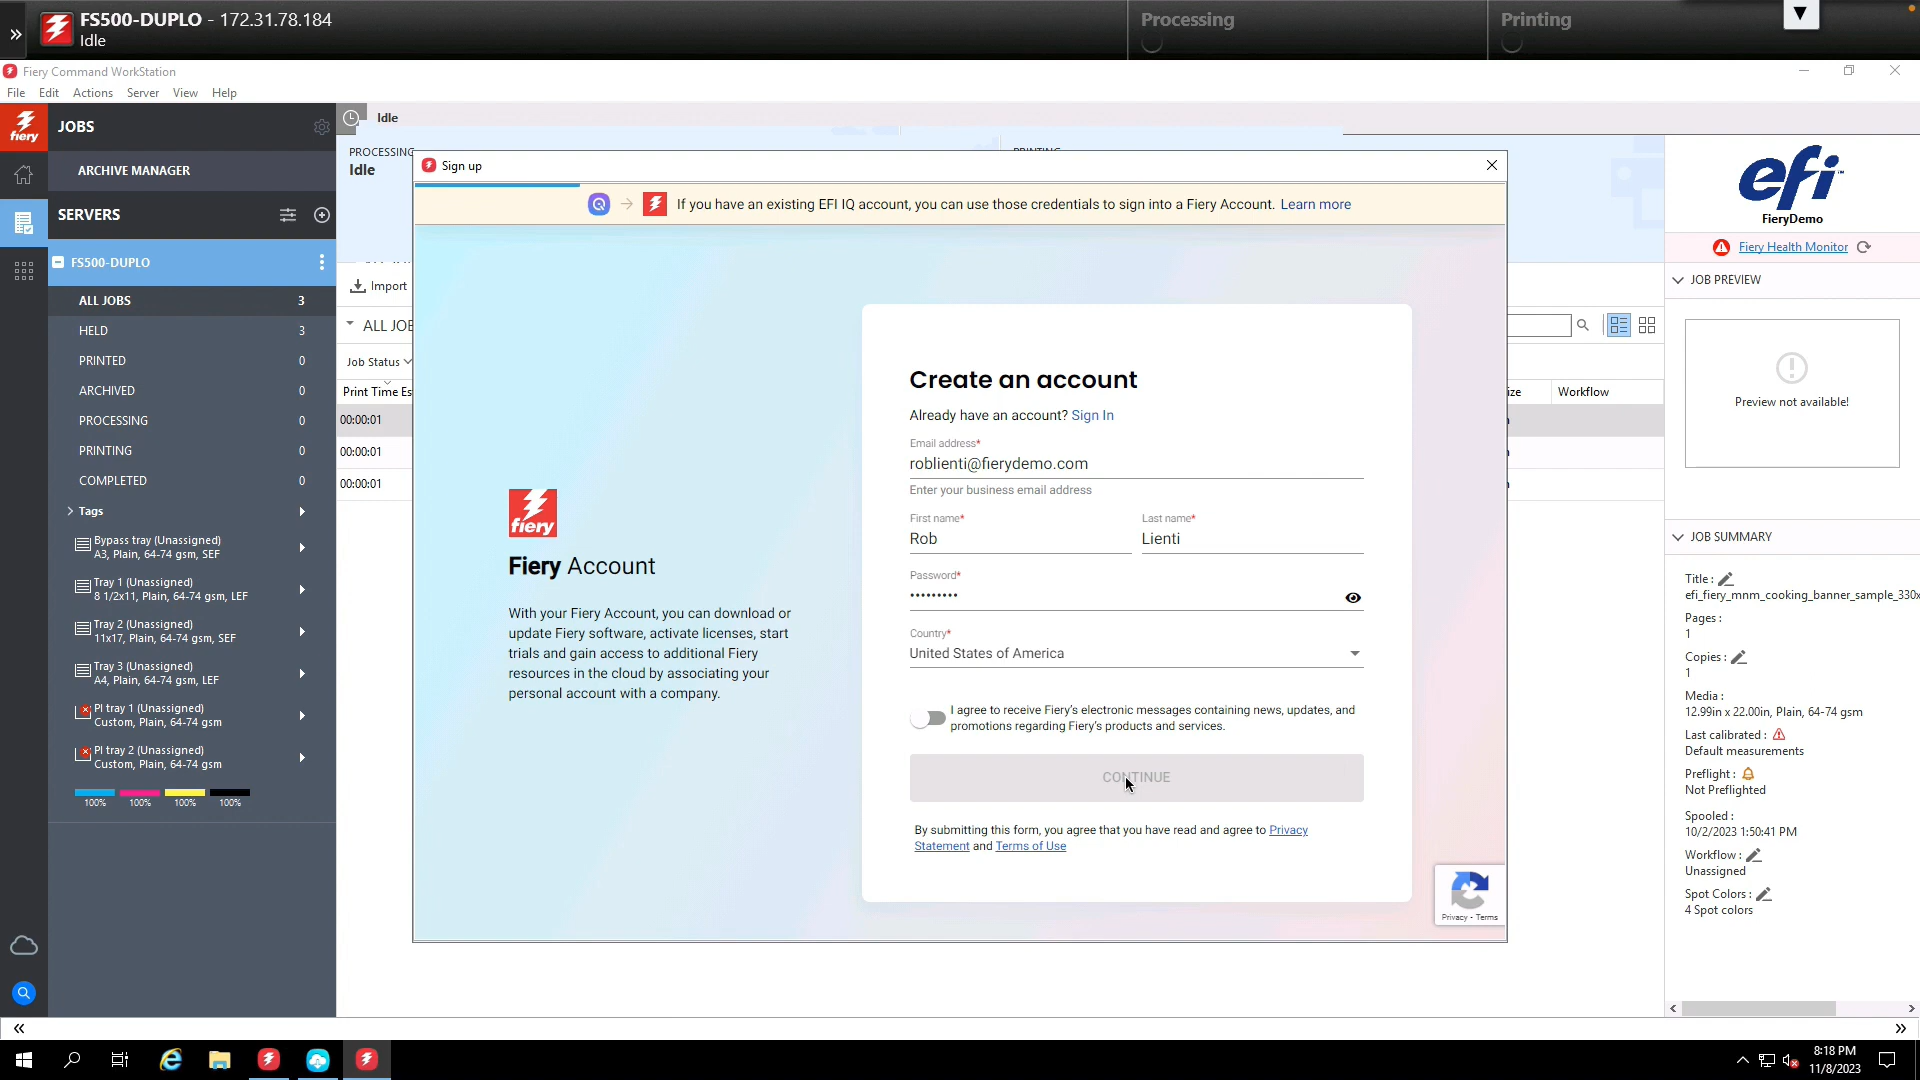 FS500-DUPLO - 172.31.78.184
Idle
Processing
Printing
Fiery Command WorkStation
File Edit Actions Server View Help
fiery
JOBS
ARCHIVE MANAGER
SERVERS
FS500-DUPLO
ALL JOBS 3
HELD 3
PRINTED 0
ARCHIVED 0
PROCESSING 0
PRINTING 0
COMPLETED 0
Tags
Bypass tray (Unassigned)
A3, Plain, 64-74 gsm, SEF
Tray 1 (Unassigned)
8 1/2x11, Plain, 64-74 gsm, LEF
Tray 2 (Unassigned)
11x17, Plain, 64-74 gsm, SEF
Tray 3 (Unassigned)
A4, Plain, 64-74 gsm, LEF
PI tray 1 (Unassigned)
Custom, Plain, 64-74 gsm
PI tray 2 (Unassigned)
Custom, Plain, 64-74 gsm
100% 100% 100% 100%
Idle
PROCESSING
Idle
PRINTING
Import
ALL JOB
Job Status
Print Time Es
00:00:01
00:00:01
00:00:01
ize Workflow
Sign up
If you have an existing EFI IQ account, you can use those credentials to sign into a Fiery Account. Learn more
fiery
Fiery Account
With your Fiery Account, you can download or
update Fiery software, activate licenses, start
trials and gain access to additional Fiery
resources in the cloud by associating your
personal account with a company.
Create an account
Already have an account? Sign In
Email address*
roblienti@fierydemo.com
Enter your business email address
First name* Last name*
Rob Lienti
Password*
•••••••••
Country*
United States of America
I agree to receive Fiery's electronic messages containing news, updates, and
promotions regarding Fiery's products and services.
CONTINUE
By submitting this form, you agree that you have read and agree to Privacy
Statement and Terms of Use
Privacy - Terms
efi
FieryDemo
Fiery Health Monitor
JOB PREVIEW
Preview not available!
JOB SUMMARY
Title :
efi_fiery_mnm_cooking_banner_sample_330x
Pages :
1
Copies :
1
Media :
12.99in x 22.00in, Plain, 64-74 gsm
Last calibrated :
Default measurements
Preflight :
Not Preflighted
Spooled :
10/2/2023 1:50:41 PM
Workflow :
Unassigned
Spot Colors :
4 Spot colors
8:18 PM
11/8/2023